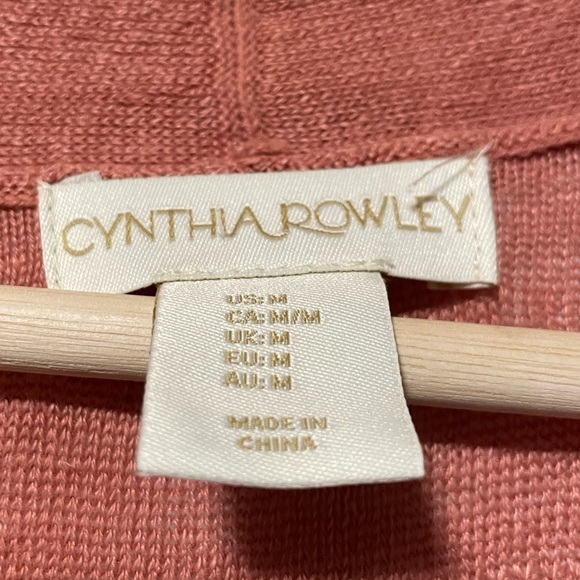 CYNTHIA ROWLEY
US: M
CA: M/M
UK: M
EU: M
AU: M
MADE IN
CHINA